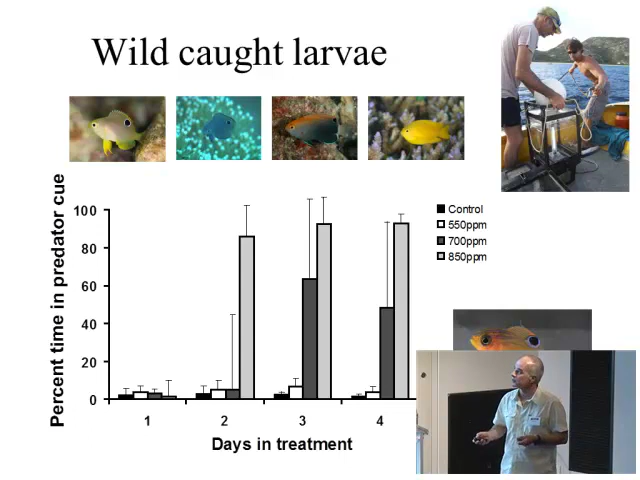 Wild caught larvae
Percent time in predator cue
100
80
60
40
20
0
1 2 3 4
Days in treatment
Control
550ppm
700ppm
850ppm